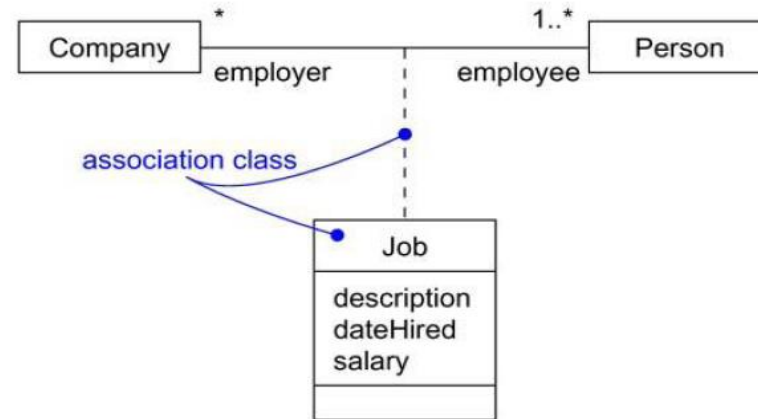 * 1..*
Company Person
employer employee
association class
Job
description
dateHired
salary